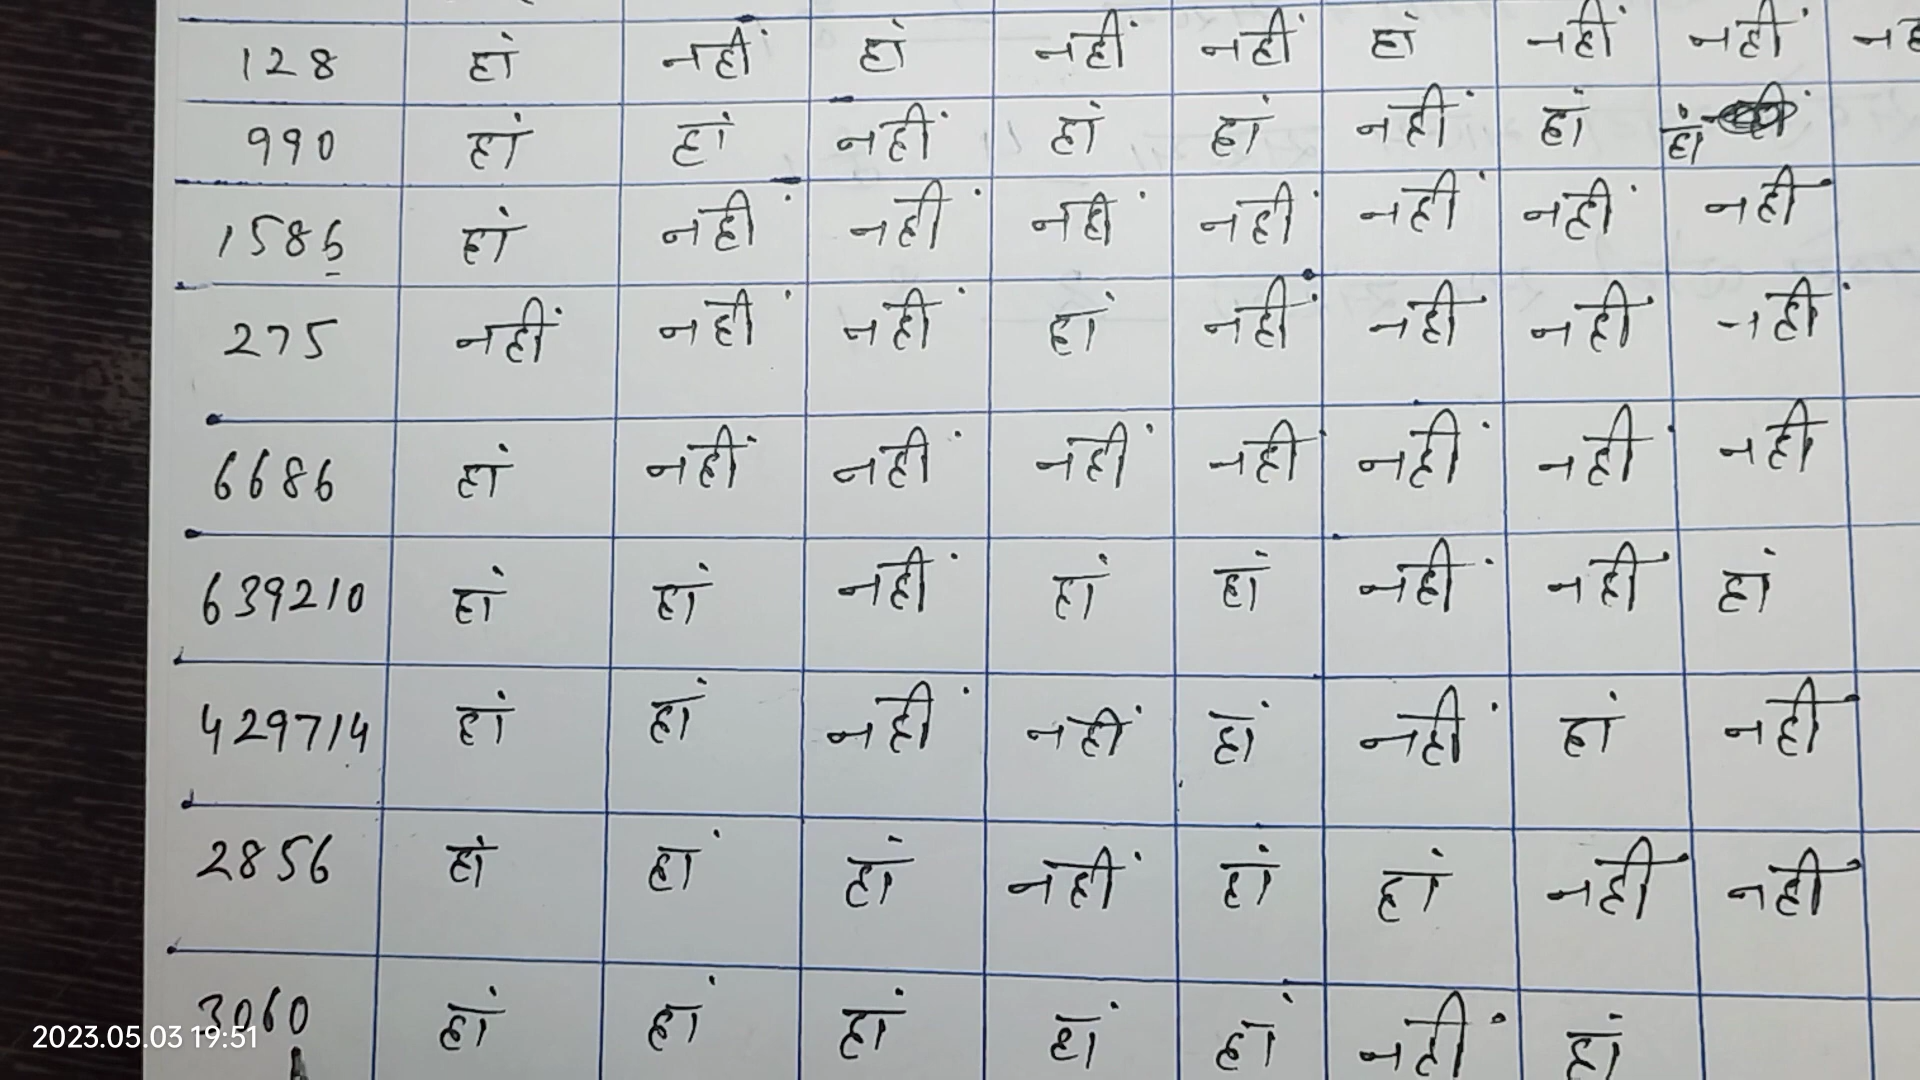 128 हां नहीं हां नहीं नहीं हां नहीं नहीं
990 हां हां नहीं हां हां नहीं हां हां
1586 हां नहीं नहीं नहीं नहीं नहीं नहीं नहीं
275 नहीं नहीं नहीं हां नहीं नहीं नहीं नहीं
6686 हां नहीं नहीं नहीं नहीं नहीं नहीं नहीं
639210 हां हां नहीं हां हां नहीं नहीं हां
429714 हां हां नहीं नहीं हां नहीं हां नहीं
2856 हां हां हां नहीं हां हां नहीं नहीं
3060 हां हां हां हां हां नहीं हां
2023.05.03 19:51